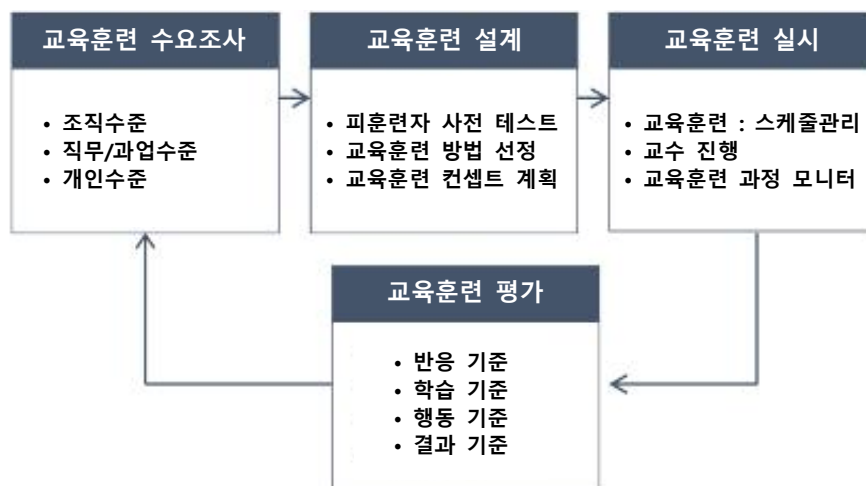 교육훈련 수요조사
• 조직수준
• 직무/과업수준
• 개인수준
교육훈련 설계
• 피훈련자 사전 테스트
• 교육훈련 방법 선정
• 교육훈련 컨셉트 계획
교육훈련 실시
• 교육훈련 : 스케줄관리
• 교수 진행
• 교육훈련 과정 모니터
교육훈련 평가
• 반응 기준
• 학습 기준
• 행동 기준
• 결과 기준